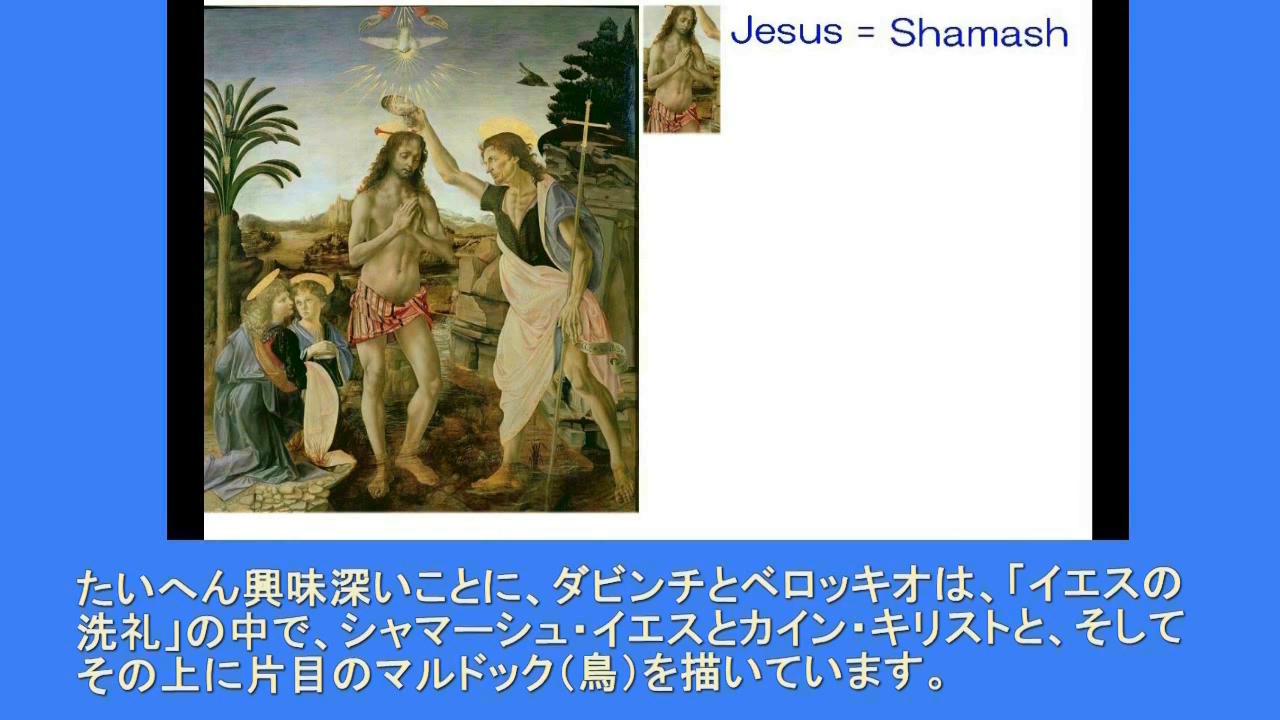 Jesus = Shamash
たいへん興味深いことに、ダビンチとベロッキオは、「イエスの
洗礼」の中で、シャマーシュ・イエスとカイン・キリストと、そして
その上に片目のマルドック(鳥)を描いています。